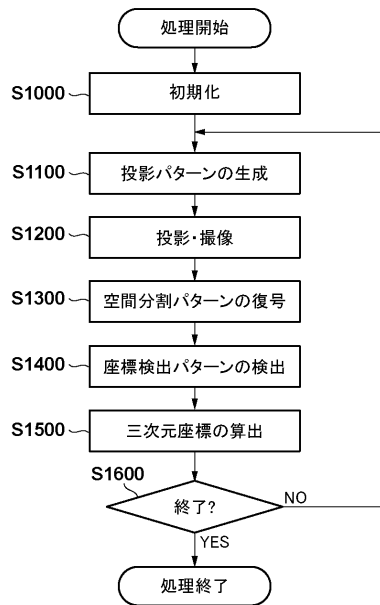 処理開始
S1000
初期化
S1100
投影パターンの生成
S1200
投影・撮像
S1300
空間分割パターンの復号
S1400
座標検出パターンの検出
S1500
三次元座標の算出
S1600
終了?
NO
YES
処理終了